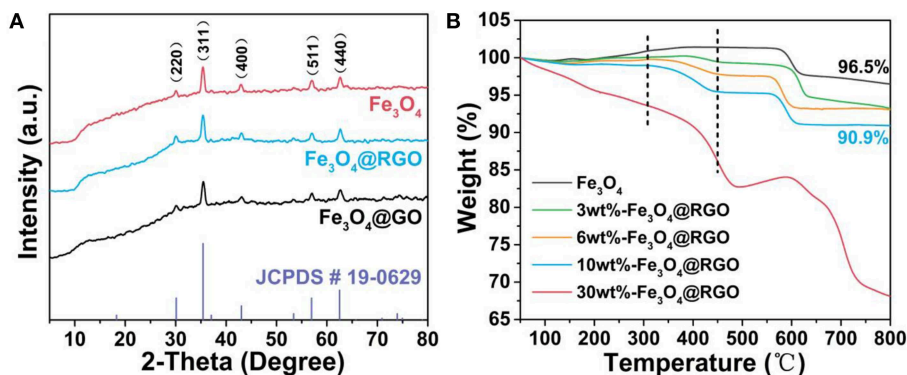 A
Intensity (a.u.)
(220)
(311)
(400)
(511)
(440)
Fe₃O₄
Fe₃O₄@RGO
Fe₃O₄@GO
JCPDS # 19-0629
10 20 30 40 50 60 70 80
2-Theta (Degree)
B
Weight (%)
105
100
95
90
85
80
75
70
65
96.5%
90.9%
Fe₃O₄
3wt%-Fe₃O₄@RGO
6wt%-Fe₃O₄@RGO
10wt%-Fe₃O₄@RGO
30wt%-Fe₃O₄@RGO
0 100 200 300 400 500 600 700 800
Temperature (℃)